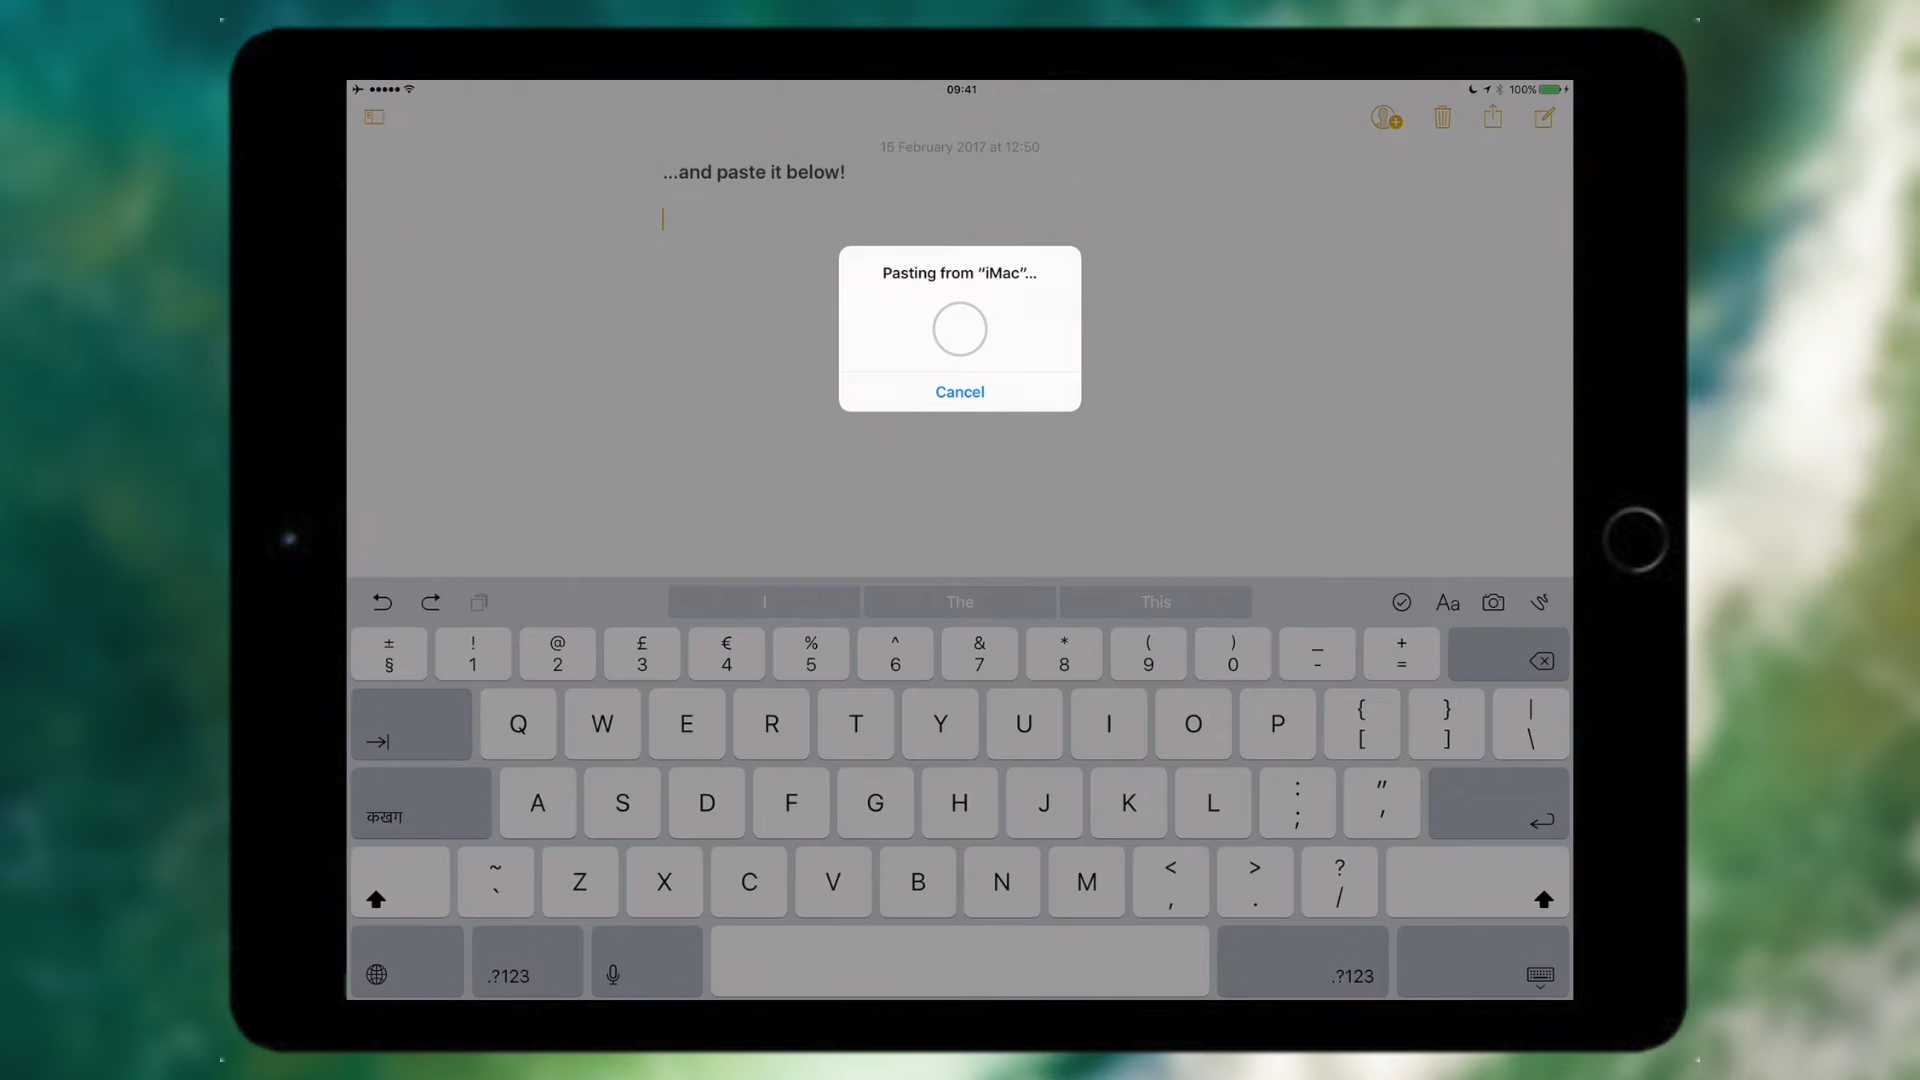 09:41
100%
15 February 2017 at 12:50
...and paste it below!
Pasting from “iMac”...
Cancel
I The This
± ! @ £ € % ^ & * ( ) _ +
§ 1 2 3 4 5 6 7 8 9 0 - =
Q W E R T Y U I O P { } |
[ ] \
A S D F G H J K L : "
; '
कखग
~ Z X C V B N M < > ?
` , . /
.?123 .?123